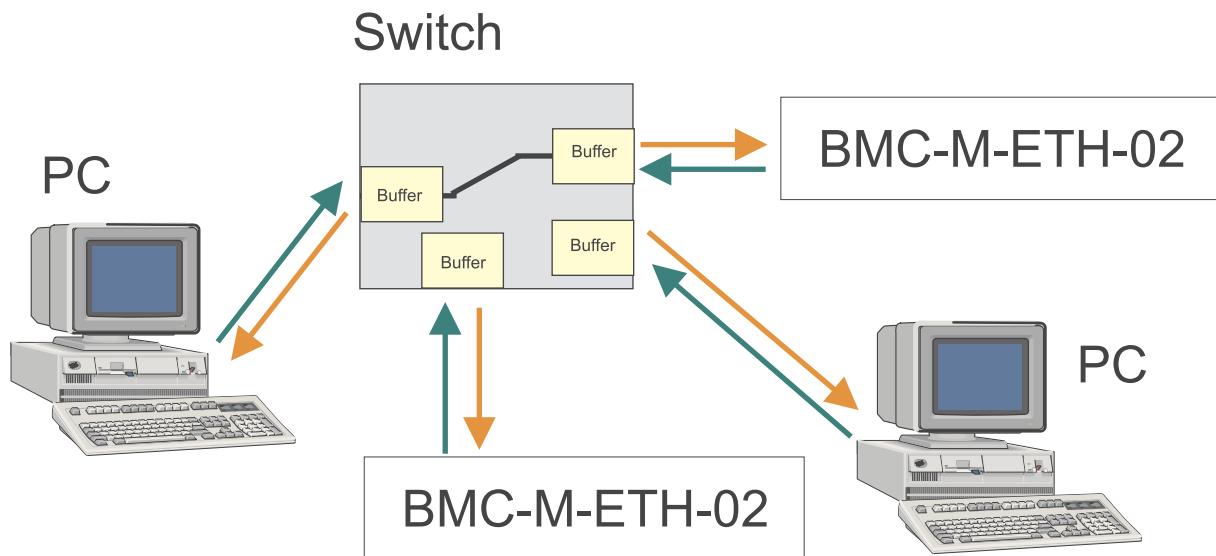 Switch
Buffer
BMC-M-ETH-02
PC
Buffer
Buffer
Buffer
PC
BMC-M-ETH-02